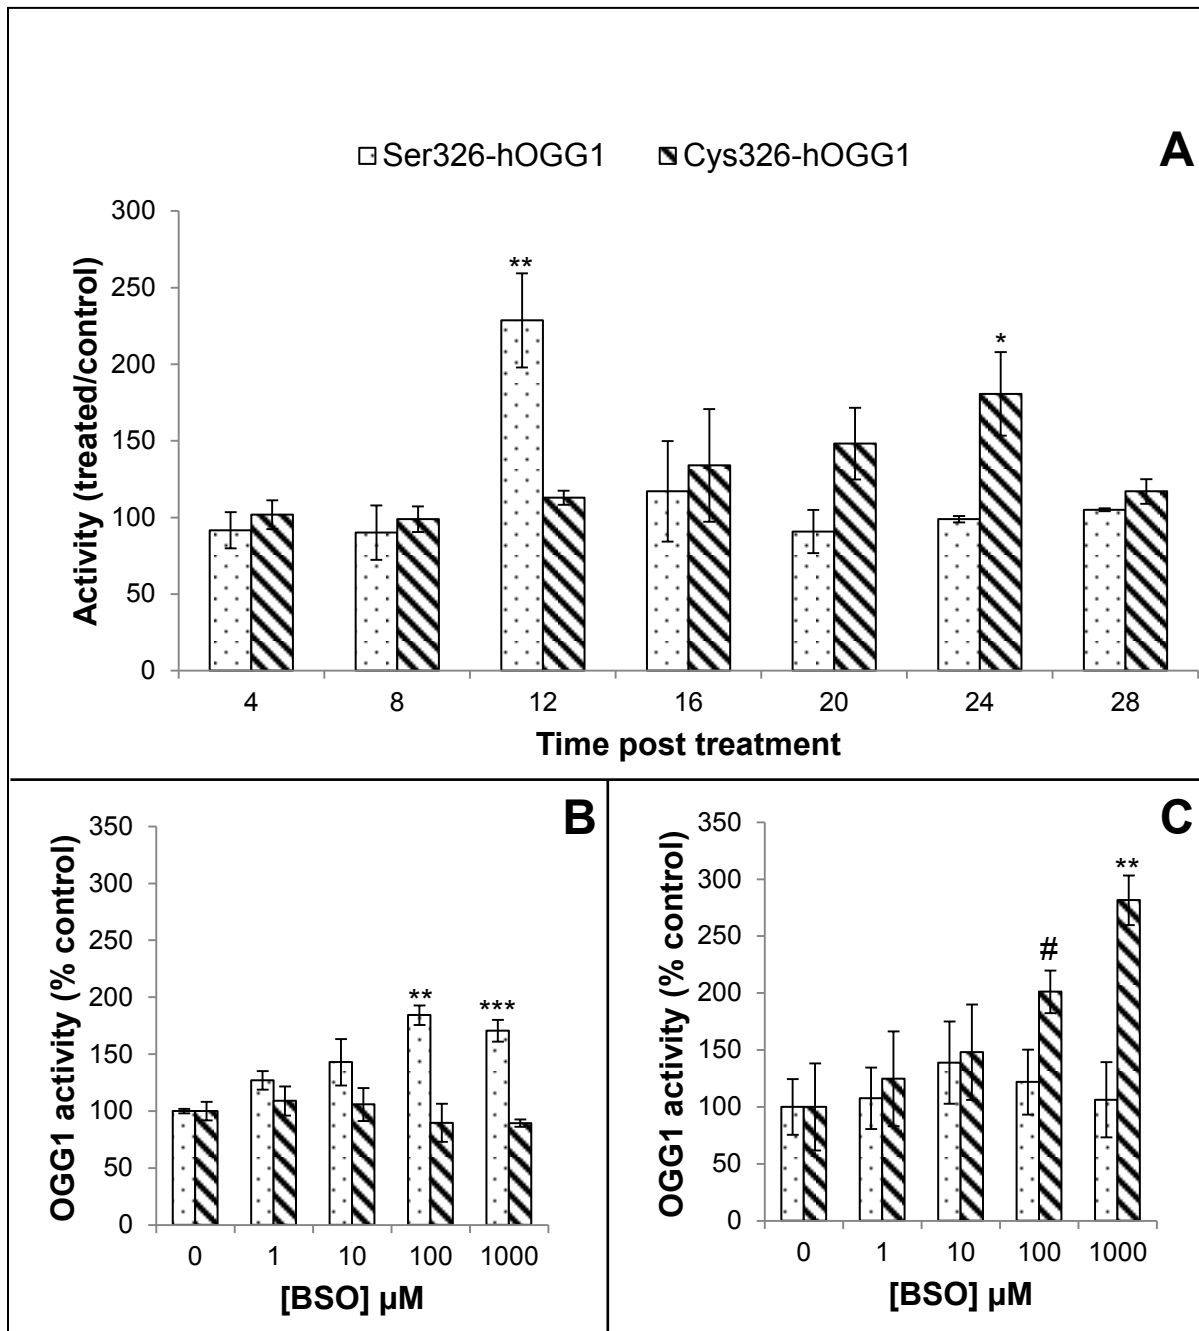 Ser326-hOGG1 Cys326-hOGG1
A
Activity (treated/control)
300
250
200
150
100
50
0
**
*
4 8 12 16 20 24 28
Time post treatment
B
OGG1 activity (% control)
350
300
250
200
150
100
50
0
**
***
0 1 10 100 1000
[BSO] µM
C
OGG1 activity (% control)
350
300
250
200
150
100
50
0
#
**
0 1 10 100 1000
[BSO] µM